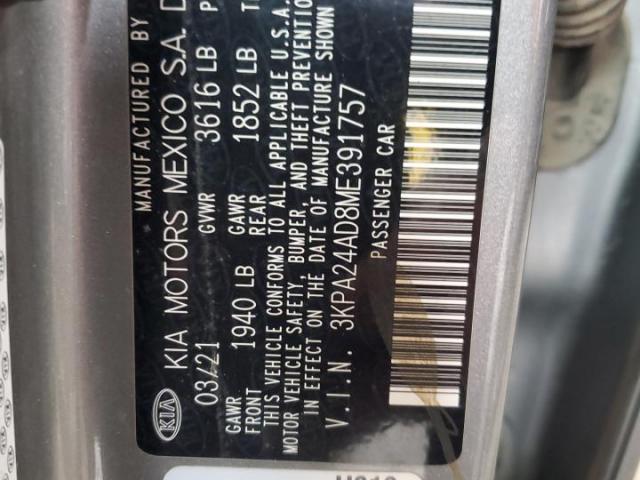 MANUFACTURED BY
KIA KIA MOTORS MEXICO S.A. D
03/21 GVWR 3616 LB
GAWR FRONT 1940 LB GAWR REAR 1852 LB
THIS VEHICLE CONFORMS TO ALL APPLICABLE U.S.A.
MOTOR VEHICLE SAFETY, BUMPER, AND THEFT PREVENTION
IN EFFECT ON THE DATE OF MANUFACTURE SHOWN
V.I.N. 3KPA24AD8ME391757
PASSENGER CAR